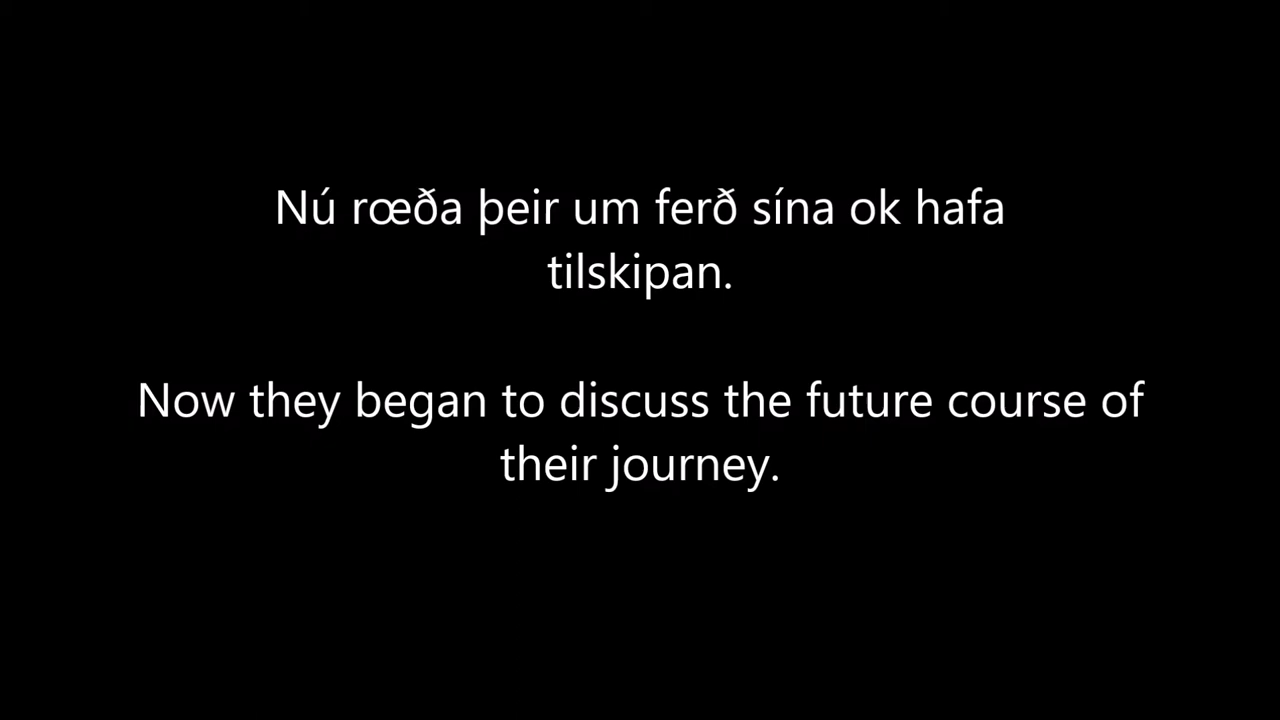 Nú rœða þeir um ferð sína ok hafa
tilskipan.
Now they began to discuss the future course of
their journey.